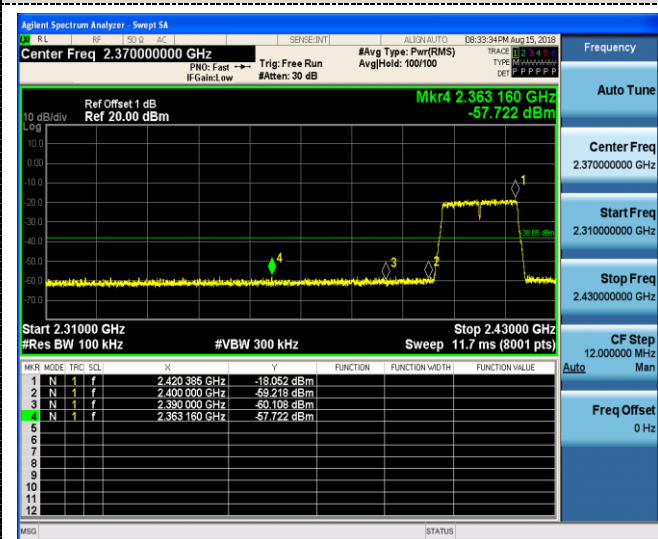 Agilent Spectrum Analyzer - Swept SA
RL RF 50 Ω AC SENSE:INT ALIGN AUTO 08:33:34 PM Aug 15, 2018
Center Freq 2.370000000 GHz
PNO: Fast
IFGain:Low
Trig: Free Run
#Atten: 30 dB
#Avg Type: Pwr(RMS)
Avg|Hold: 100/100
TRACE 1 2 3 4 5 6
TYPE MWWWWW
DET P P P P P P
Ref Offset 1 dB
Ref 20.00 dBm
10 dB/div
Log
Mkr4 2.363 160 GHz
-57.722 dBm
10.0
0.00
-10.0
-20.0
-30.0
-40.0
-50.0
-60.0
-70.0
1
2
3
4
-38.05 dBm
Start 2.31000 GHz
Stop 2.43000 GHz
#Res BW 100 kHz
#VBW 300 kHz
Sweep 11.7 ms (8001 pts)
MKR MODE TRC SCL X Y FUNCTION FUNCTION WIDTH FUNCTION VALUE
1 N 1 f 2.420 385 GHz -18.052 dBm
2 N 1 f 2.400 000 GHz -59.218 dBm
3 N 1 f 2.390 000 GHz -60.108 dBm
4 N 1 f 2.363 160 GHz -57.722 dBm
5
6
7
8
9
10
11
12
MSG
STATUS
Frequency
Auto Tune
Center Freq
2.370000000 GHz
Start Freq
2.310000000 GHz
Stop Freq
2.430000000 GHz
CF Step
12.000000 MHz
Auto Man
Freq Offset
0 Hz